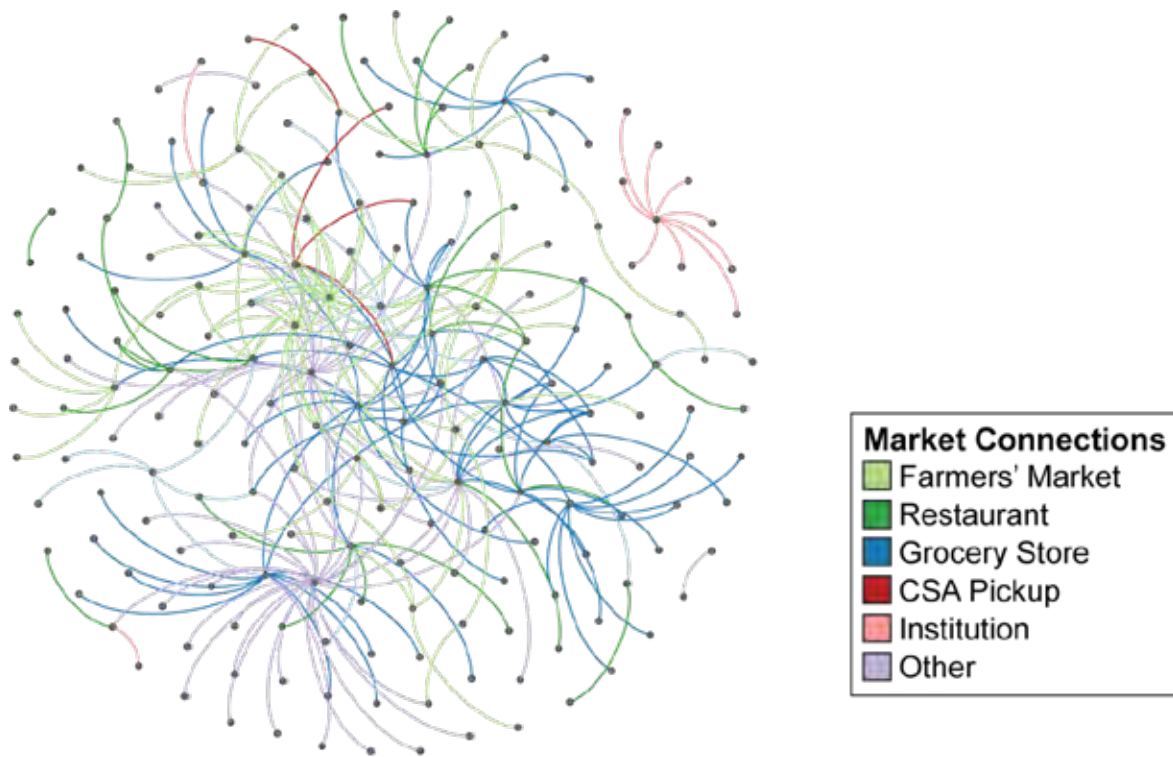 Market Connections
Farmers' Market
Restaurant
Grocery Store
CSA Pickup
Institution
Other